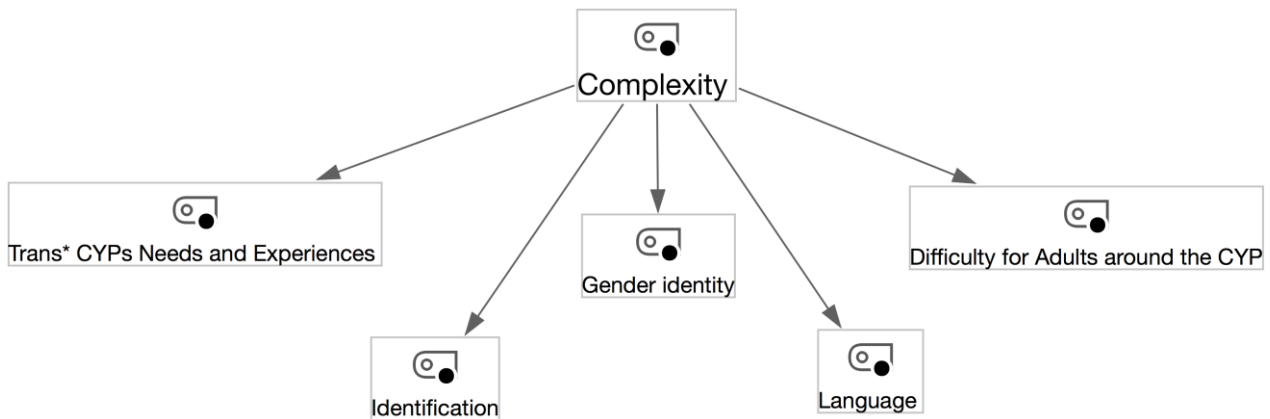 Complexity
Trans* CYPs Needs and Experiences
Gender identity
Difficulty for Adults around the CYP
Identification
Language